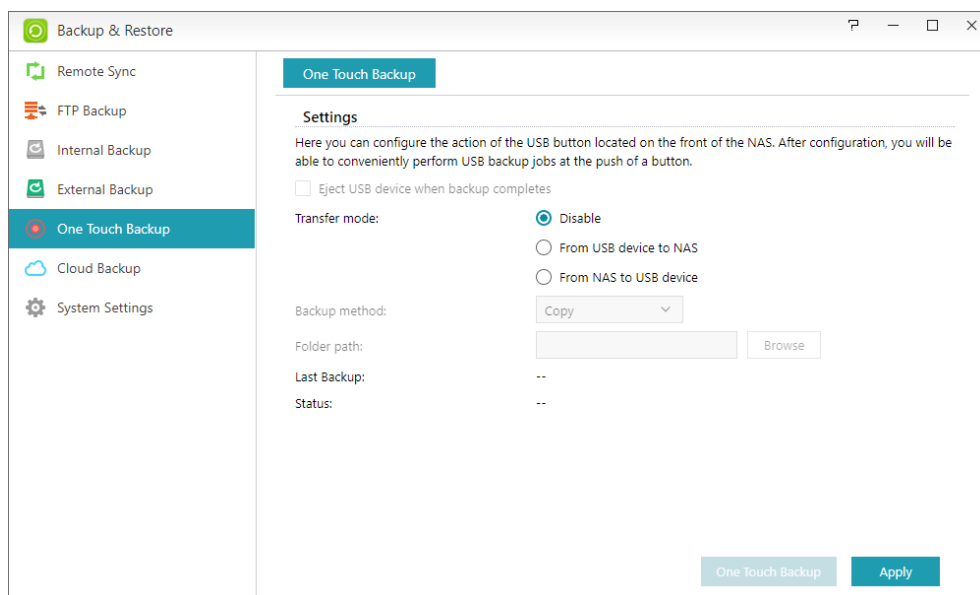 Backup & Restore
?
Remote Sync
FTP Backup
Internal Backup
External Backup
One Touch Backup
Cloud Backup
System Settings
One Touch Backup
Settings
Here you can configure the action of the USB button located on the front of the NAS. After configuration, you will be
able to conveniently perform USB backup jobs at the push of a button.
Eject USB device when backup completes
Transfer mode:
Disable
From USB device to NAS
From NAS to USB device
Backup method:
Copy
Folder path:
Browse
Last Backup:
--
Status:
--
One Touch Backup
Apply